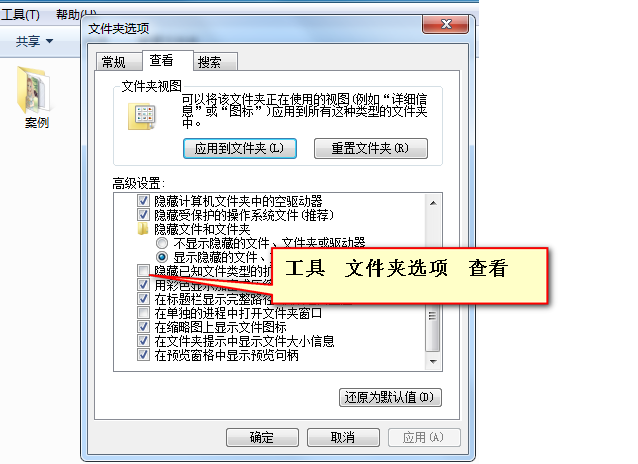 工具(T) 帮助(H)
共享
案例
文件夹选项
常规 查看 搜索
文件夹视图
可以将该文件夹正在使用的视图(例如“详细信
息”或“图标”)应用到所有这种类型的文件夹
中。
应用到文件夹(L) 重置文件夹(R)
高级设置:
隐藏计算机文件夹中的空驱动器
隐藏受保护的操作系统文件(推荐)
隐藏文件和文件夹
不显示隐藏的文件、文件夹或驱动器
显示隐藏的文件、
隐藏已知文件类型的扩
工具 文件夹选项 查看
用彩色显示加密或压缩
在标题栏显示完整路径
在单独的进程中打开文件夹窗口
在缩略图上显示文件图标
在文件夹提示中显示文件大小信息
在预览窗格中显示预览句柄
还原为默认值(D)
确定 取消 应用(A)